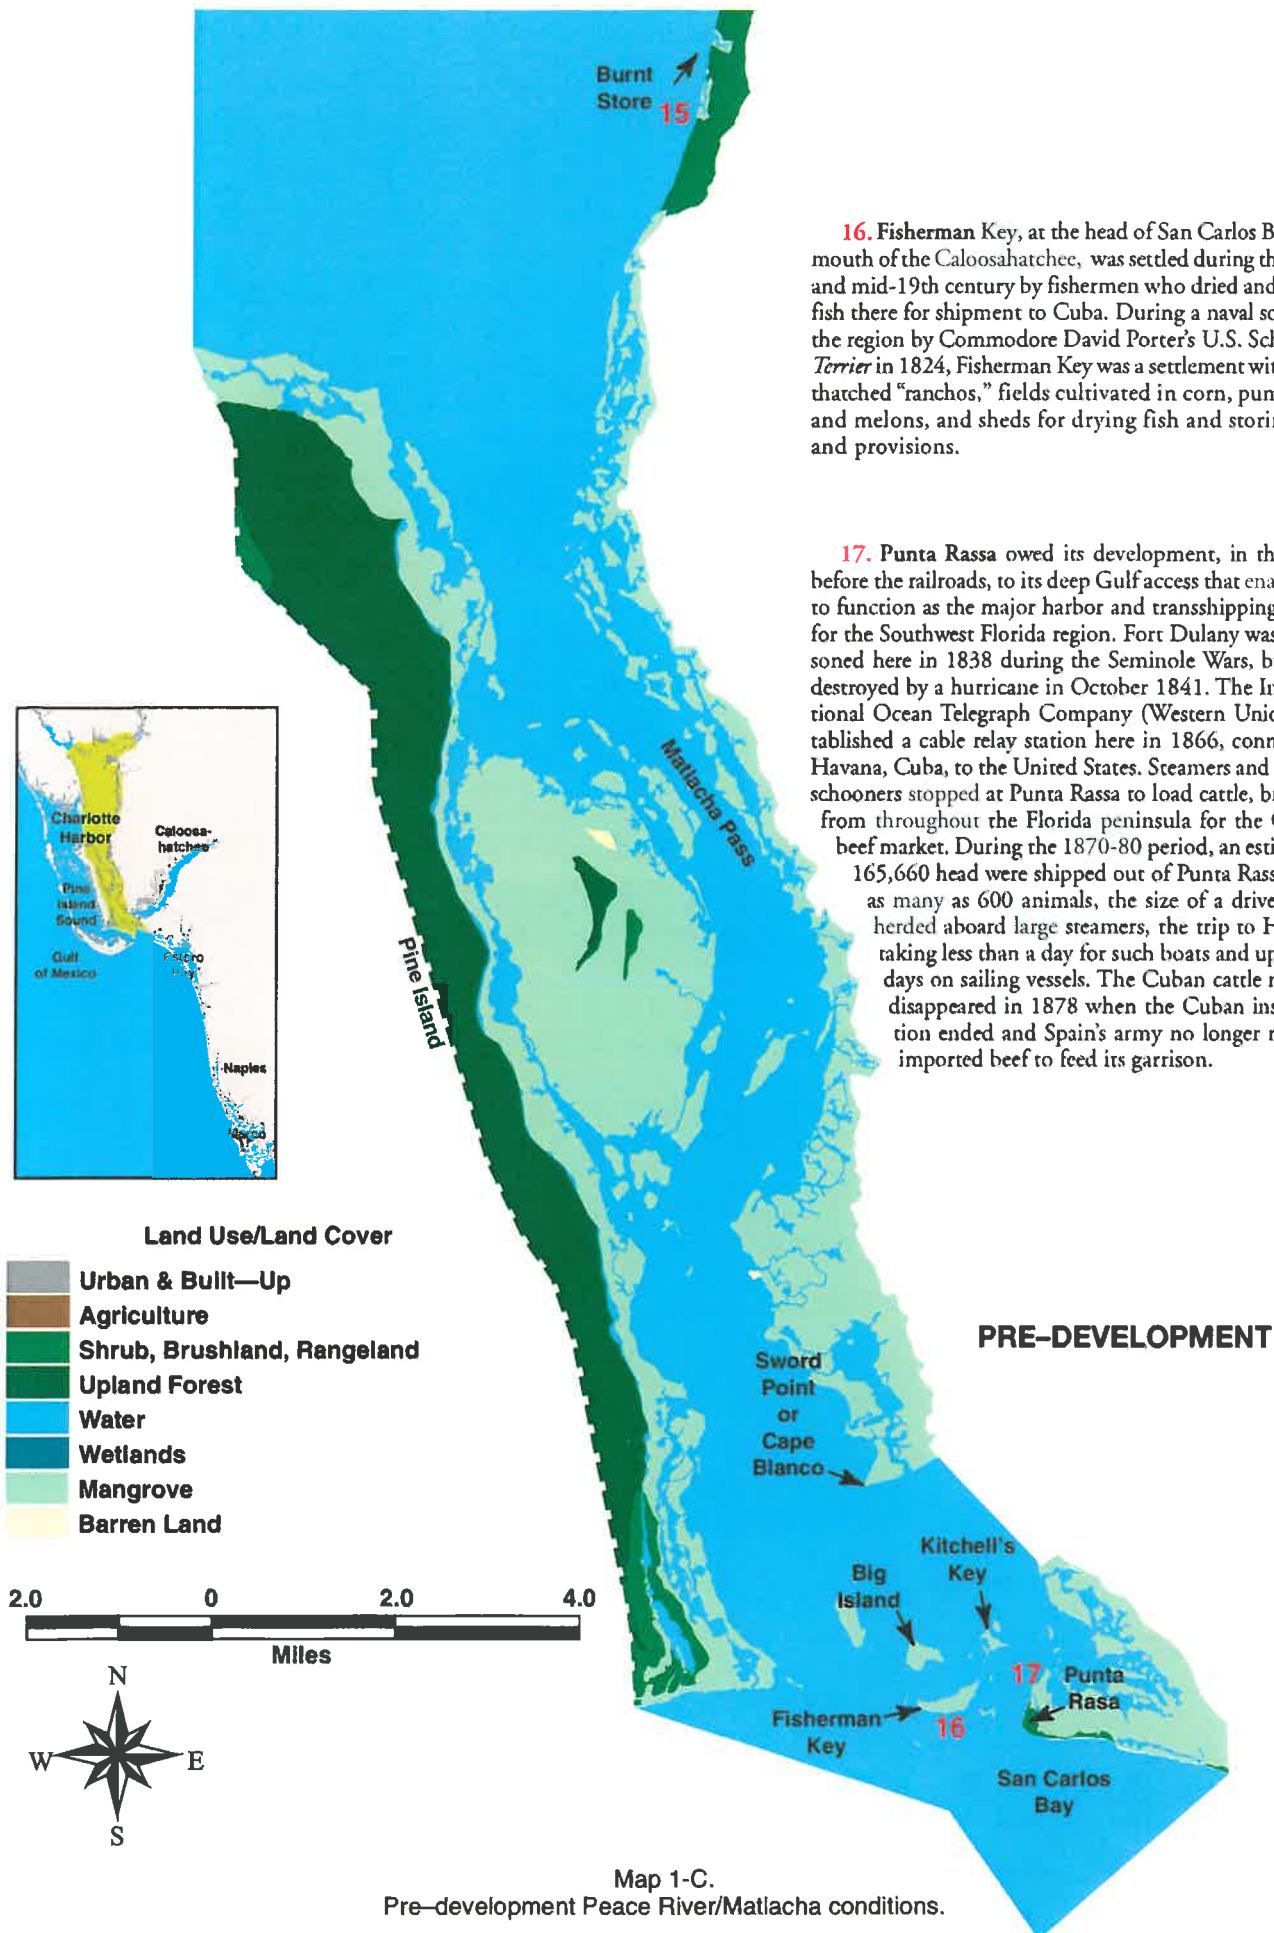 Burnt
Store
15
16. Fisherman Key, at the head of San Carlos B
mouth of the Caloosahatchee, was settled during th
and mid-19th century by fishermen who dried and
fish there for shipment to Cuba. During a naval sc
the region by Commodore David Porter's U.S. Scl
Terrier in 1824, Fisherman Key was a settlement wit
thatched "ranchos," fields cultivated in corn, pun
and melons, and sheds for drying fish and stori
and provisions.
17. Punta Rassa owed its development, in th
before the railroads, to its deep Gulf access that ena
to function as the major harbor and transshipping
for the Southwest Florida region. Fort Dulany was
soned here in 1838 during the Seminole Wars, b
destroyed by a hurricane in October 1841. The In
tional Ocean Telegraph Company (Western Unic
tablished a cable relay station here in 1866, conn
Havana, Cuba, to the United States. Steamers and
schooners stopped at Punta Rassa to load cattle, b
from throughout the Florida peninsula for the
beef market. During the 1870-80 period, an esti
165,660 head were shipped out of Punta Rass
as many as 600 animals, the size of a drive
herded aboard large steamers, the trip to H
taking less than a day for such boats and up
days on sailing vessels. The Cuban cattle
disappeared in 1878 when the Cuban ins
tion ended and Spain's army no longer
imported beef to feed its garrison.
Matlacha Pass
Pine Island
Charlotte
Harbor
Caloosa-
hatchee
Pine
Island
Sound
Gulf
of Mexico
Estero
Bay
Naples
Marco
Land Use/Land Cover
Urban & Built—Up
Agriculture
Shrub, Brushland, Rangeland
Upland Forest
Water
Wetlands
Mangrove
Barren Land
PRE–DEVELOPMENT
Sword
Point
or
Cape
Blanco
Kitchell's
Key
Big
Island
2.0 0 2.0 4.0
Miles
17
Punta
Rasa
Fisherman
Key
16
San Carlos
Bay
N
W E
S
Map 1-C.
Pre–development Peace River/Matlacha conditions.